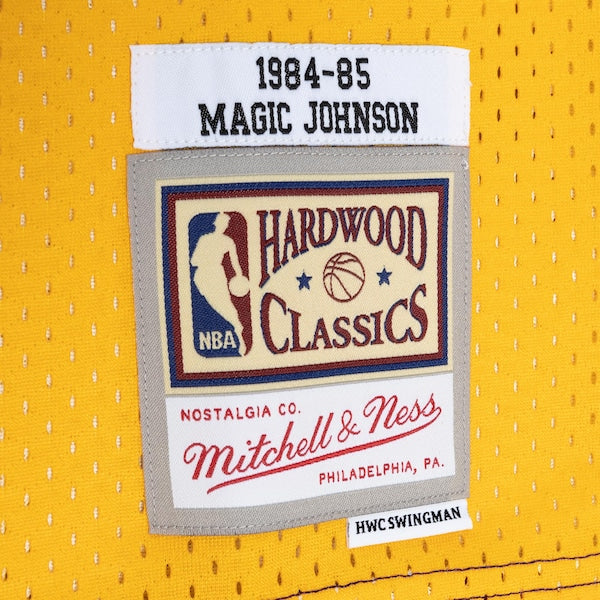 1984-85
MAGIC JOHNSON
HARDWOOD
CLASSICS
NBA
NOSTALGIA CO.
Mitchell & Ness
PHILADELPHIA, PA.
HWC SWINGMAN